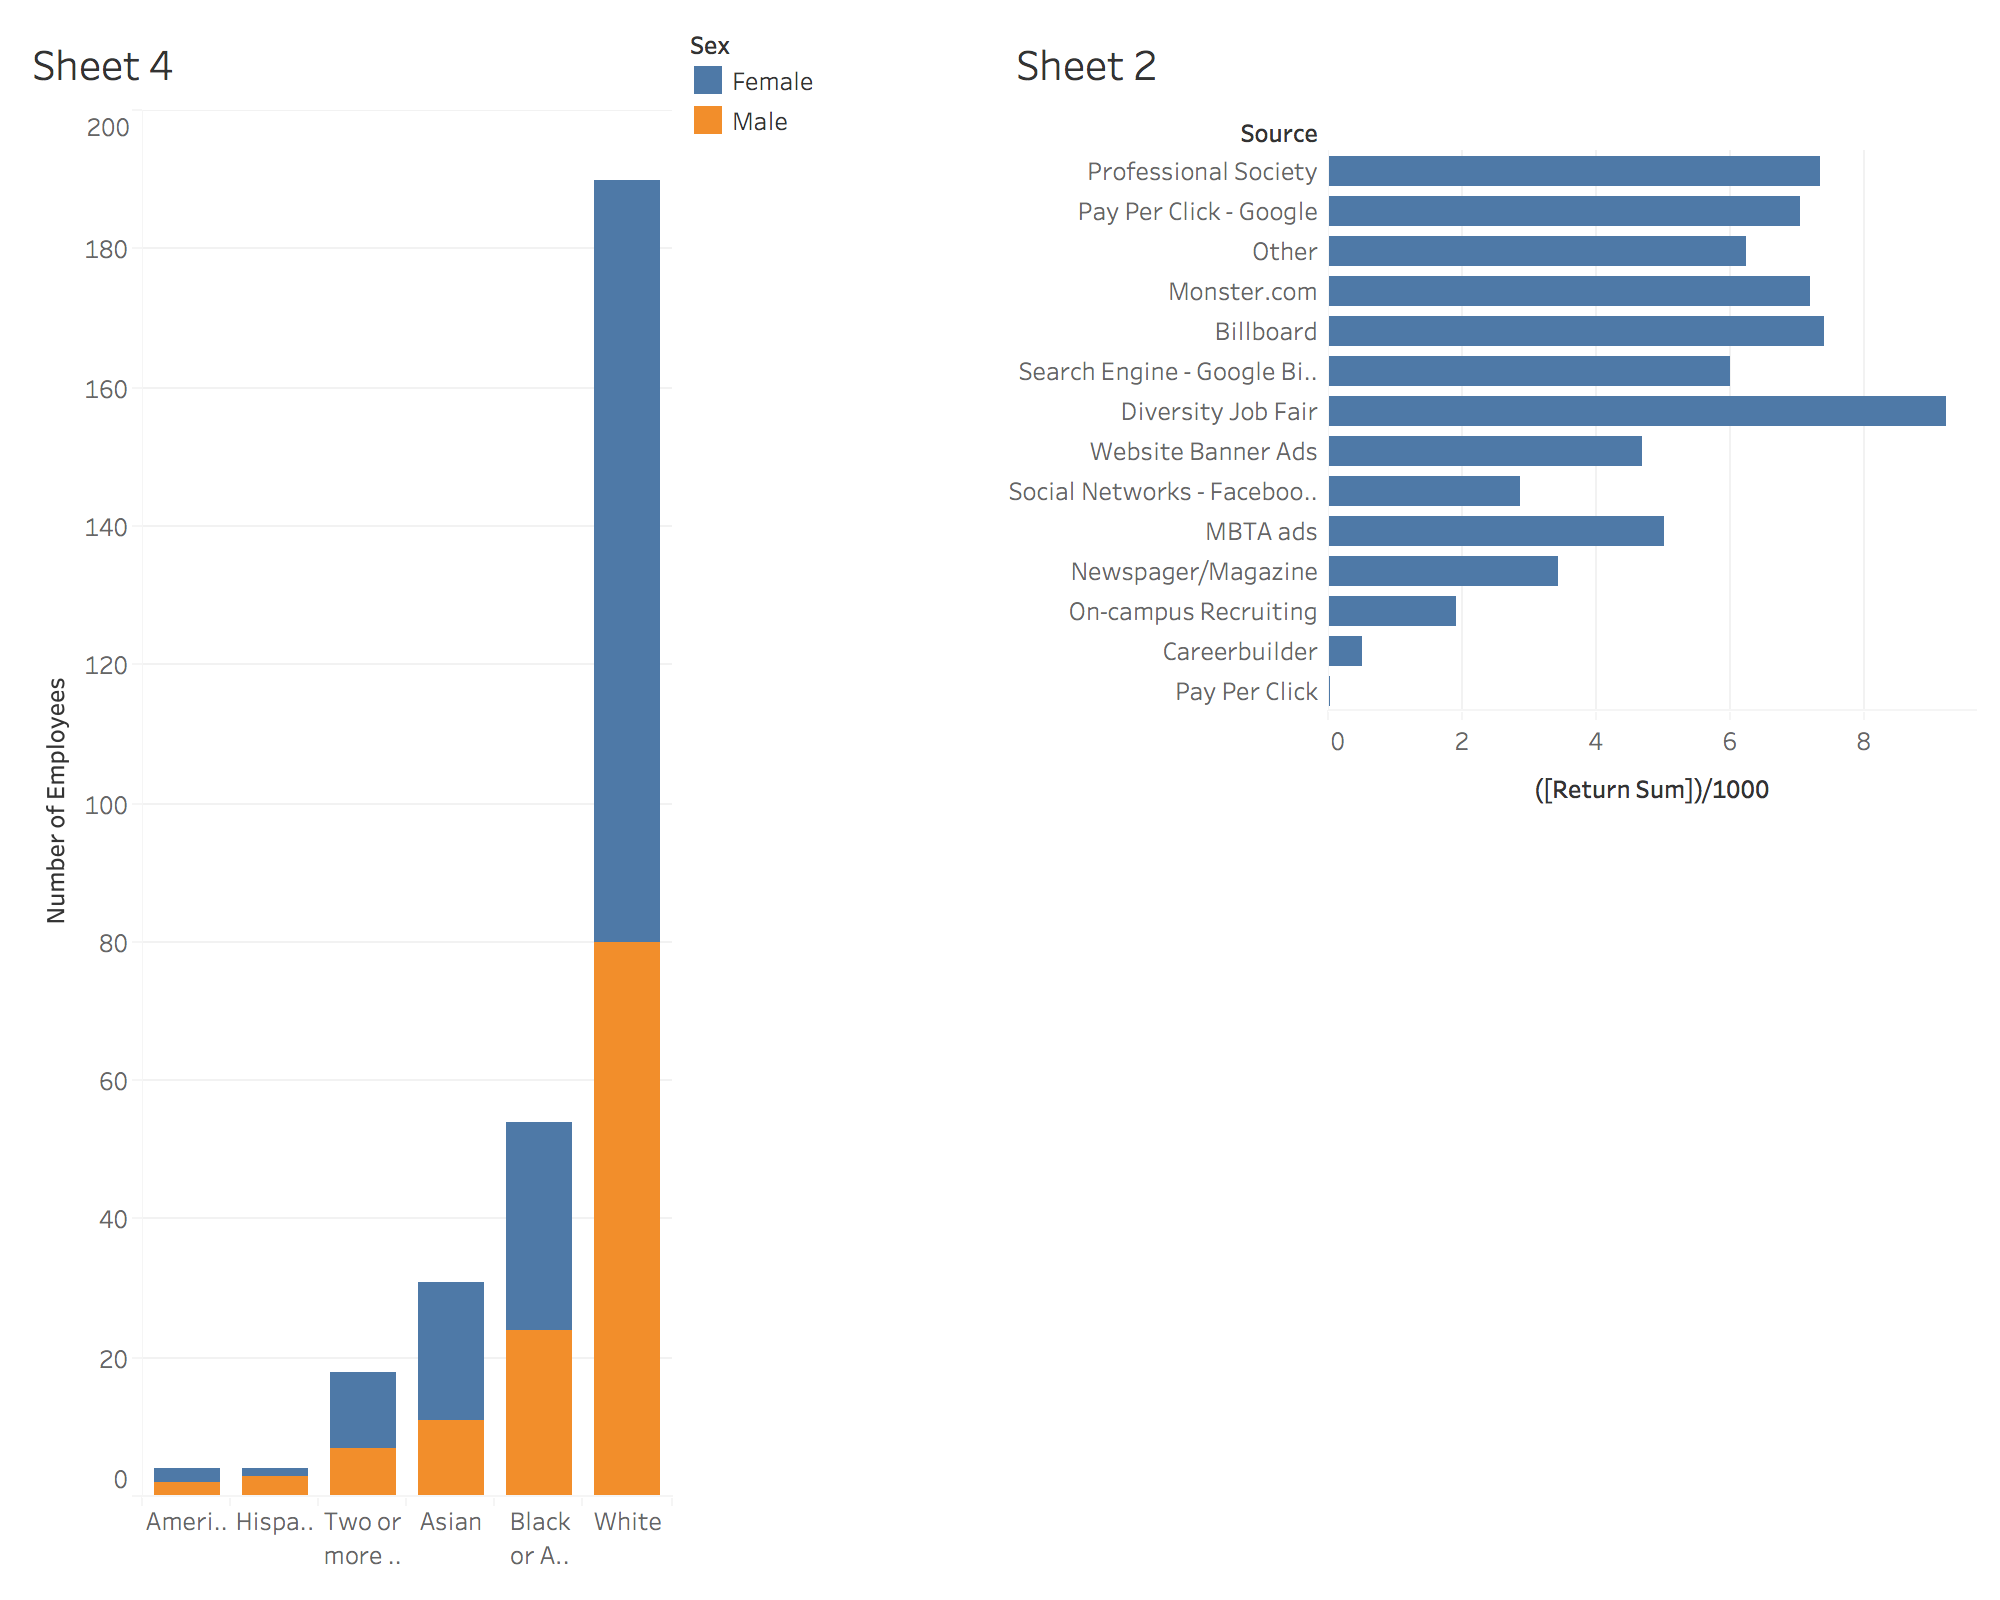 Sheet 4
Sex
Female
Male
200
180
160
140
120
100
80
60
40
20
0
Number of Employees
Ameri.. Hispa.. Two or Asian Black White
more .. or A..
Sheet 2
Source
Professional Society
Pay Per Click - Google
Other
Monster.com
Billboard
Search Engine - Google Bi..
Diversity Job Fair
Website Banner Ads
Social Networks - Faceboo..
MBTA ads
Newspager/Magazine
On-campus Recruiting
Careerbuilder
Pay Per Click
0 2 4 6 8
([Return Sum])/1000